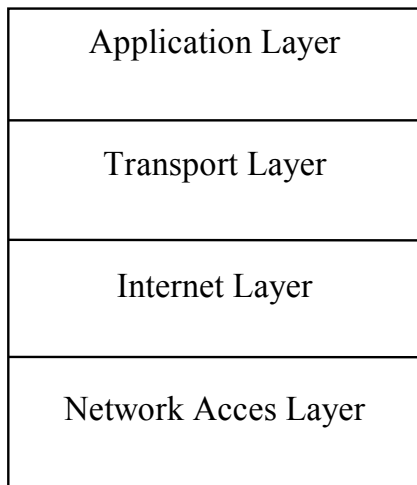 Application Layer
Transport Layer
Internet Layer
Network Acces Layer